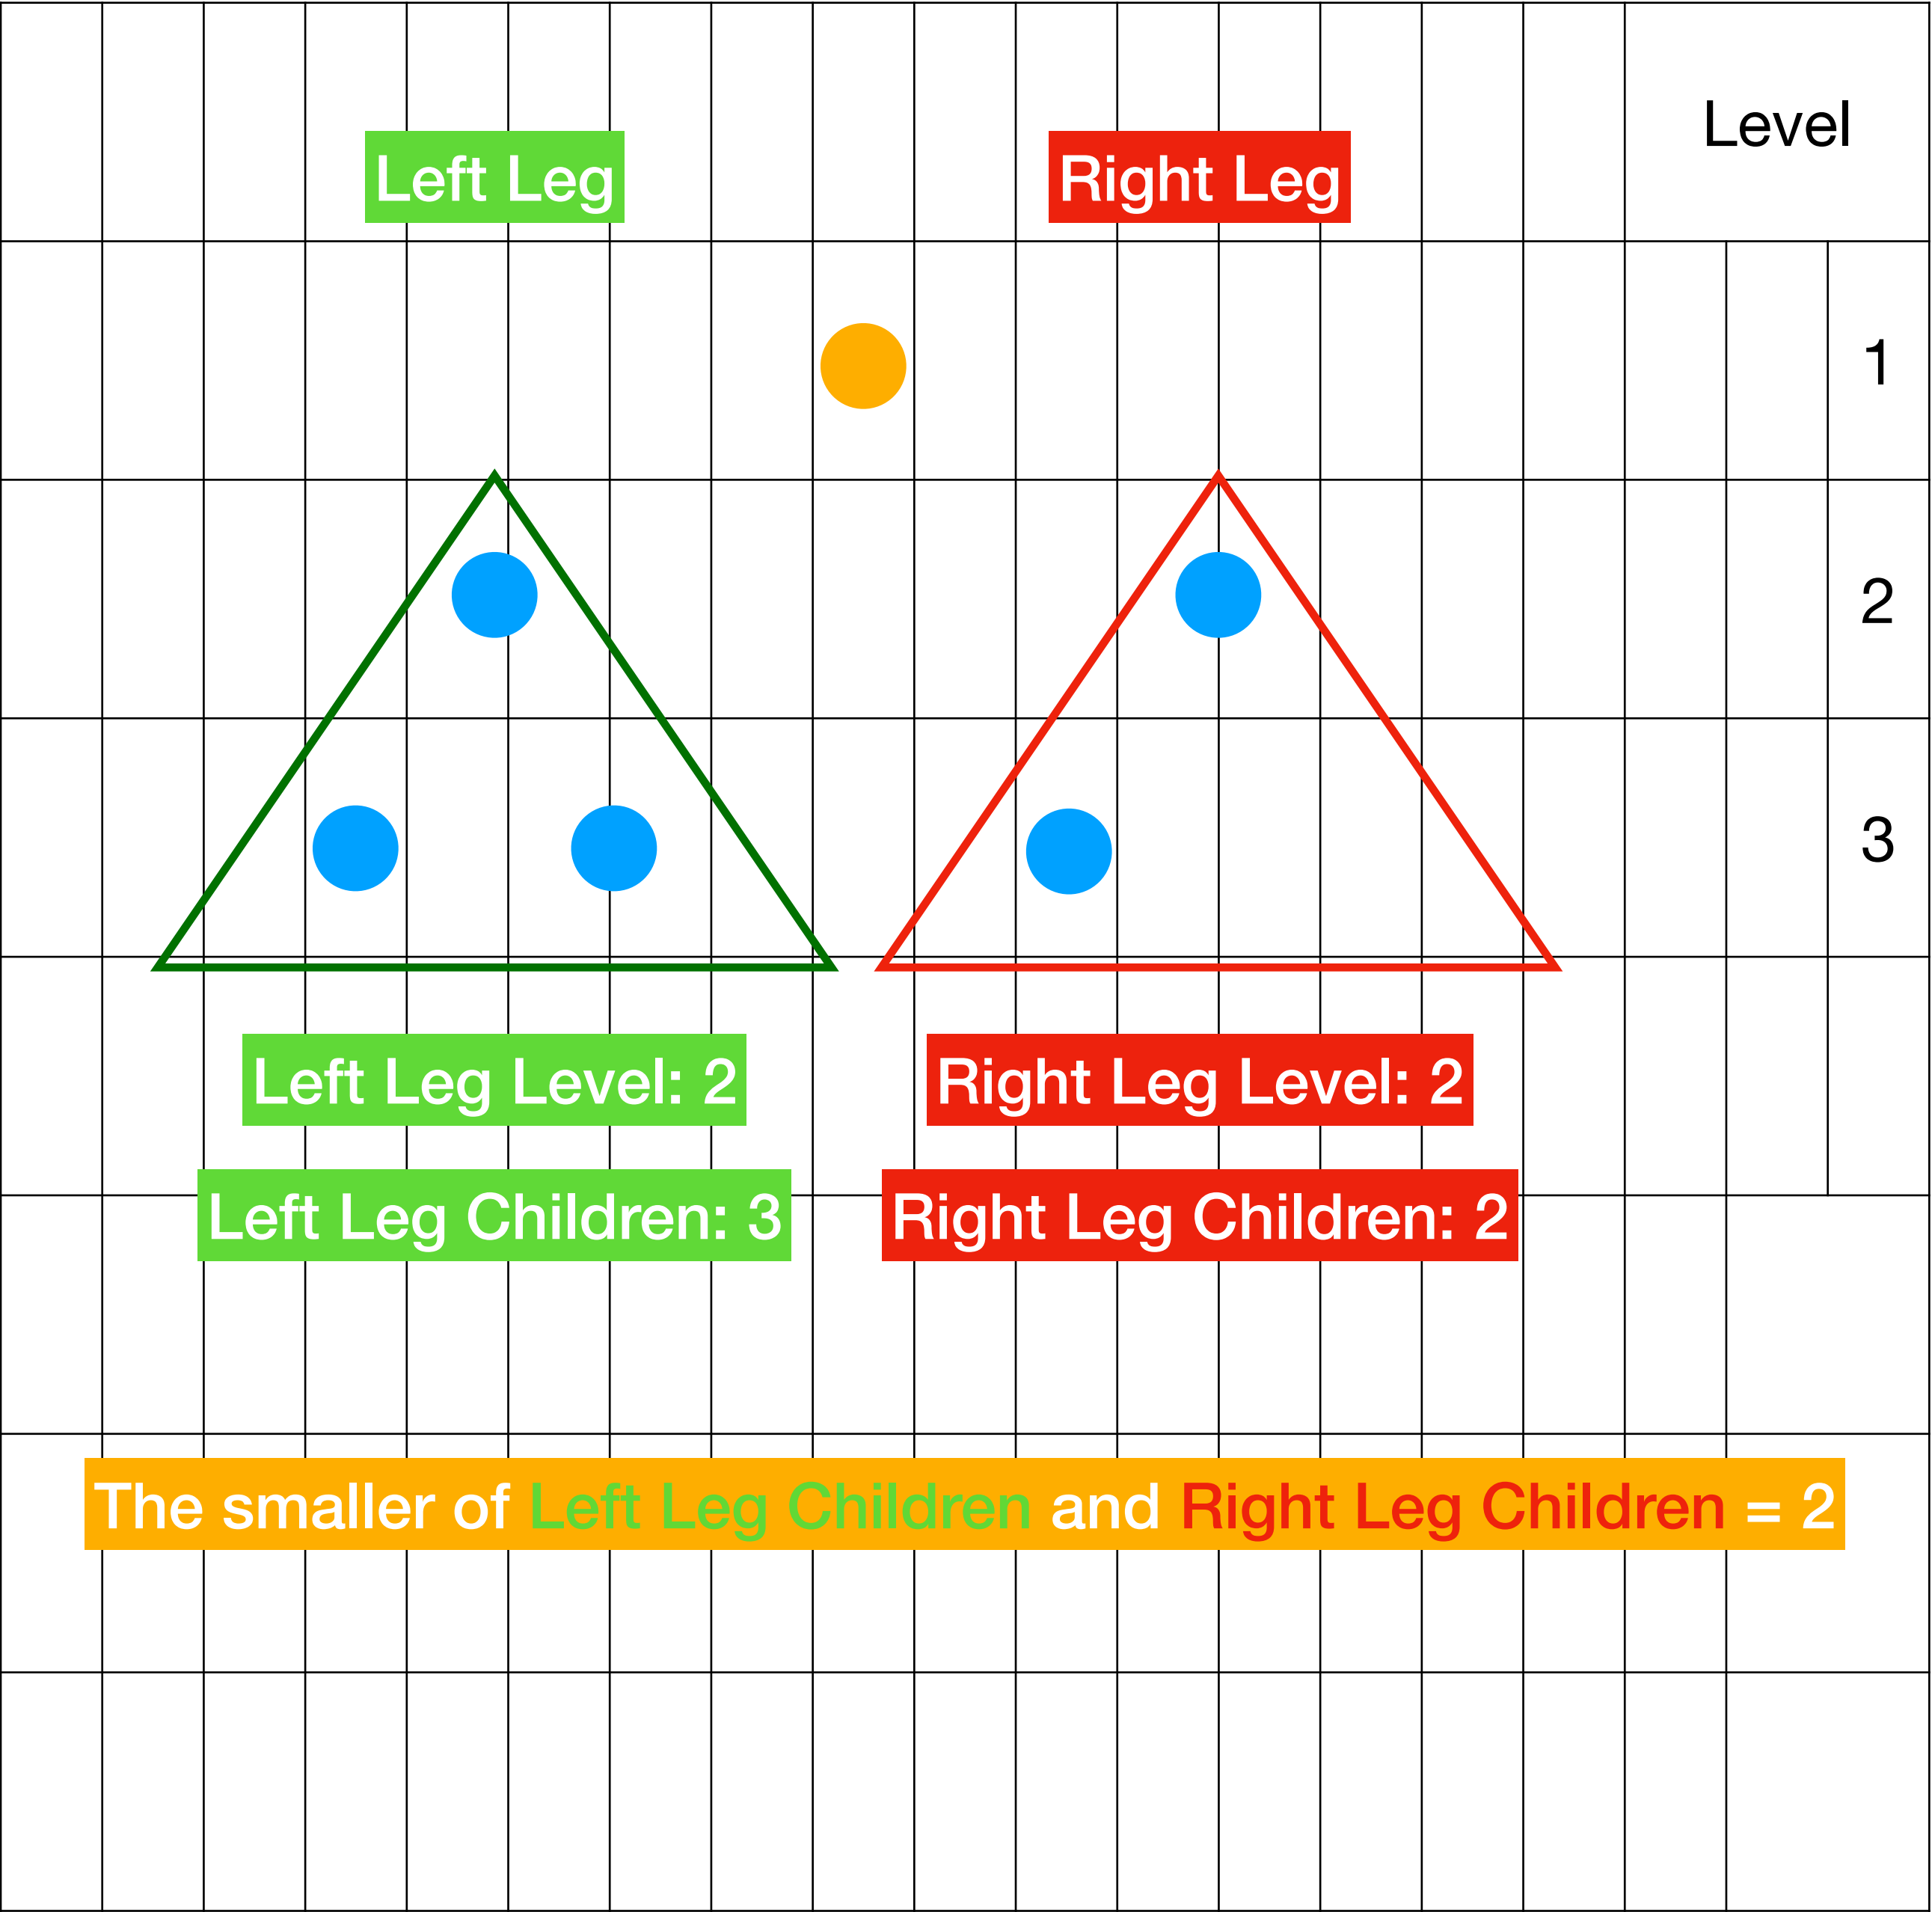 Level
Left Leg
Right Leg
1
2
3
Left Leg Level: 2
Right Leg Level: 2
Left Leg Children: 3
Right Leg Children: 2
The smaller of Left Leg Children and Right Leg Children = 2